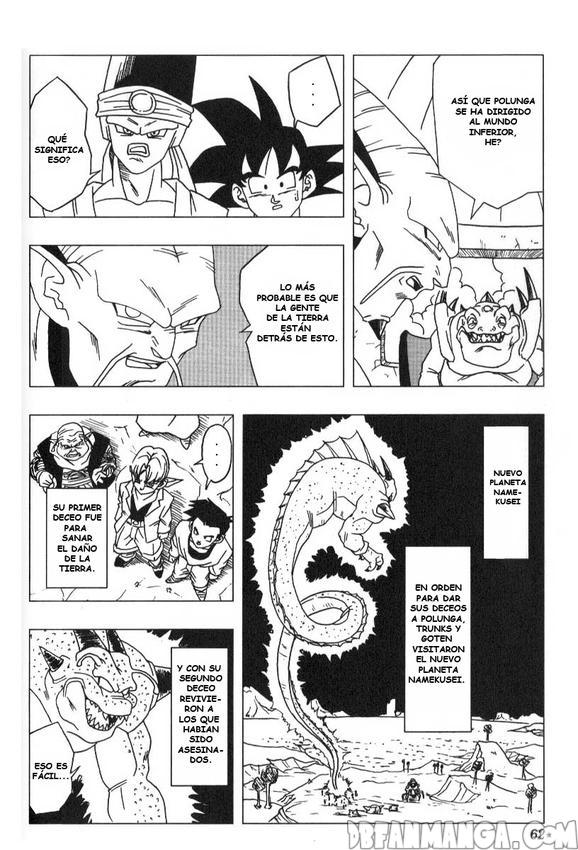 ASÍ QUE POLUNGA
SE HA DIRIGIDO
AL MUNDO
INFERIOR,
HE?
...
QUÉ
SIGNIFICA
ESO?
LO MÁS
PROBABLE ES QUE
LA GENTE
DE LA TIERRA
ESTÁN
DETRÁS DE ESTO.
NUEVO
PLANETA
NAME-
KUSEI
EN ORDEN
PARA DAR
SUS DECEOS
A POLUNGA,
TRUNKS Y
GOTEN
VISITARON
EL NUEVO
PLANETA
NAMEKUSEI.
...
SU PRIMER
DECEO FUE
PARA
SANAR
EL DAÑO
DE LA
TIERRA.
Y CON SU
SEGUNDO
DECEO
REVIVIE-
RON A
A LOS QUE
HABIAN
SIDO
ASESINA-
DOS.
ESO ES
FÁCIL...
62
DBFANMANGA.COM